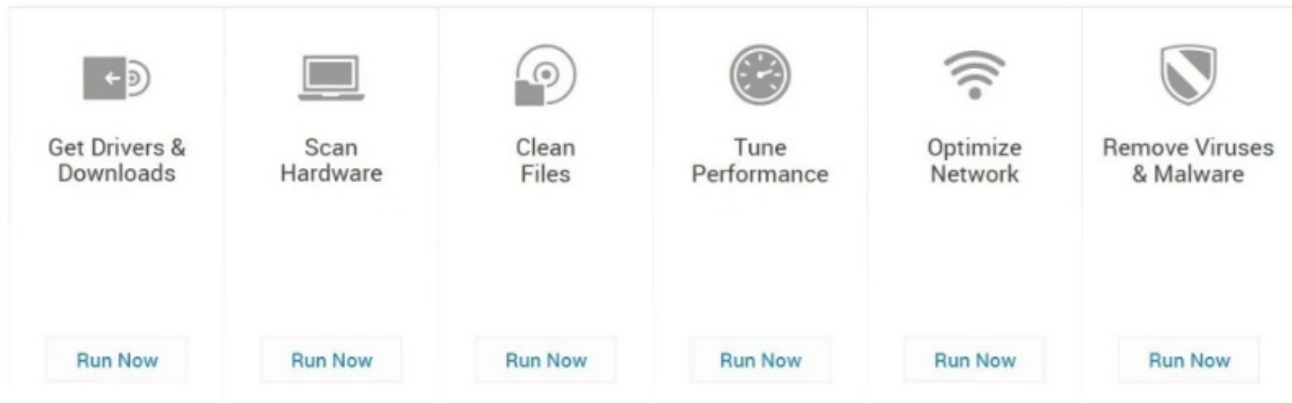 Get Drivers &
Downloads
Run Now
Scan
Hardware
Run Now
Clean
Files
Run Now
Tune
Performance
Run Now
Optimize
Network
Run Now
Remove Viruses
& Malware
Run Now